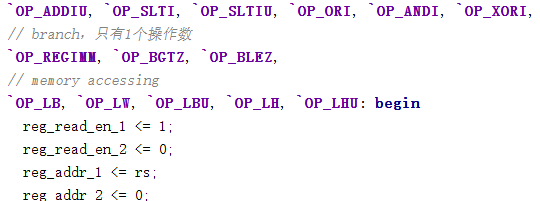 `OP_ADDIU, `OP_SLTI, `OP_SLTIU, `OP_ORI, `OP_ANDI, `OP_XORI,
// branch，只有1个操作数
`OP_REGIMM, `OP_BGTZ, `OP_BLEZ,
// memory accessing
`OP_LB, `OP_LW, `OP_LBU, `OP_LH, `OP_LHU: begin
reg_read_en_1 <= 1;
reg_read_en_2 <= 0;
reg_addr_1 <= rs;
reg_addr_2 <= 0;